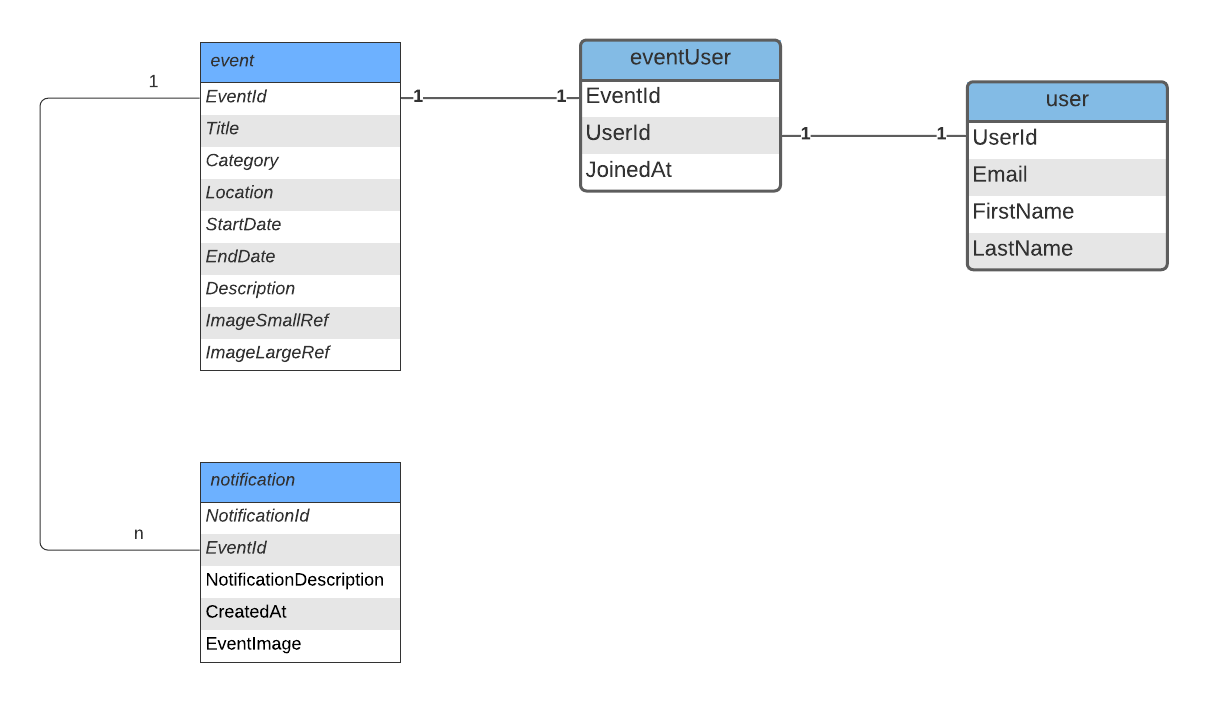 event
EventId
Title
Category
Location
StartDate
EndDate
Description
ImageSmallRef
ImageLargeRef
1
1
1
eventUser
EventId
UserId
JoinedAt
1
1
user
UserId
Email
FirstName
LastName
n
notification
NotificationId
EventId
NotificationDescription
CreatedAt
EventImage